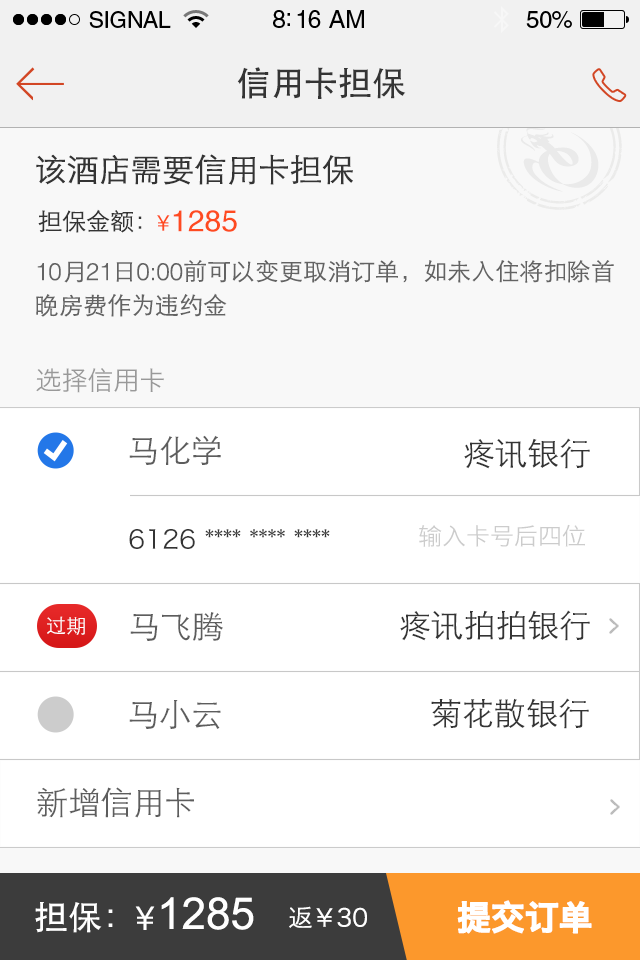 SIGNAL 8:16 AM 50%
信用卡担保
该酒店需要信用卡担保
担保金额：¥1285
10月21日0:00前可以变更取消订单，如未入住将扣除首
晚房费作为违约金
选择信用卡
马化学 疼讯银行
6126 **** **** **** 输入卡号后四位
过期 马飞腾 疼讯拍拍银行
马小云 菊花散银行
新增信用卡
担保：¥1285 返¥30 提交订单